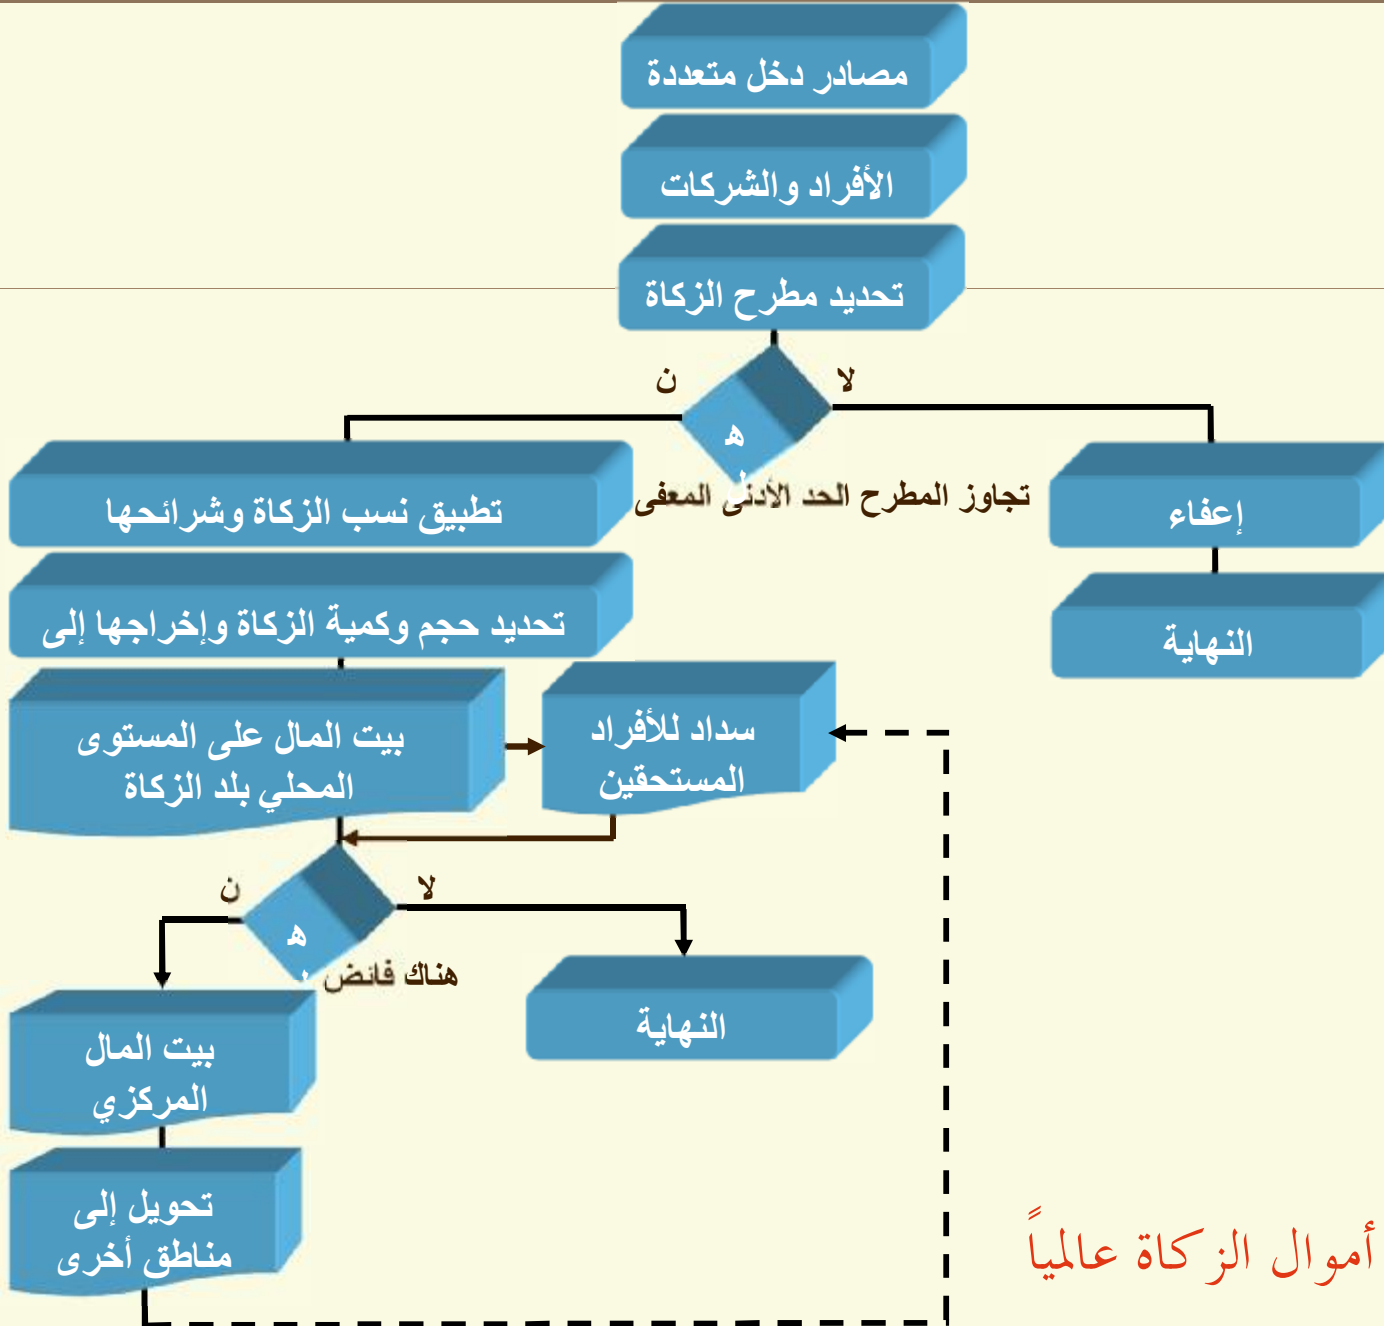 مصادر دخل متعددة
الأفراد والشركات
تحديد مطرح الزكاة
لا
ن
ه
تجاوز المطرح الحد الأدنى المعفى
إعفاء
النهاية
تطبيق نسب الزكاة وشرائحها
تحديد حجم وكمية الزكاة وإخراجها إلى
سداد للأفراد
المستحقين
بيت المال على المستوى
المحلي بلد الزكاة
لا
ن
ه
هناك فائض
النهاية
بيت المال
المركزي
تحويل إلى
مناطق أخرى
أموال الزكاة عالمياً